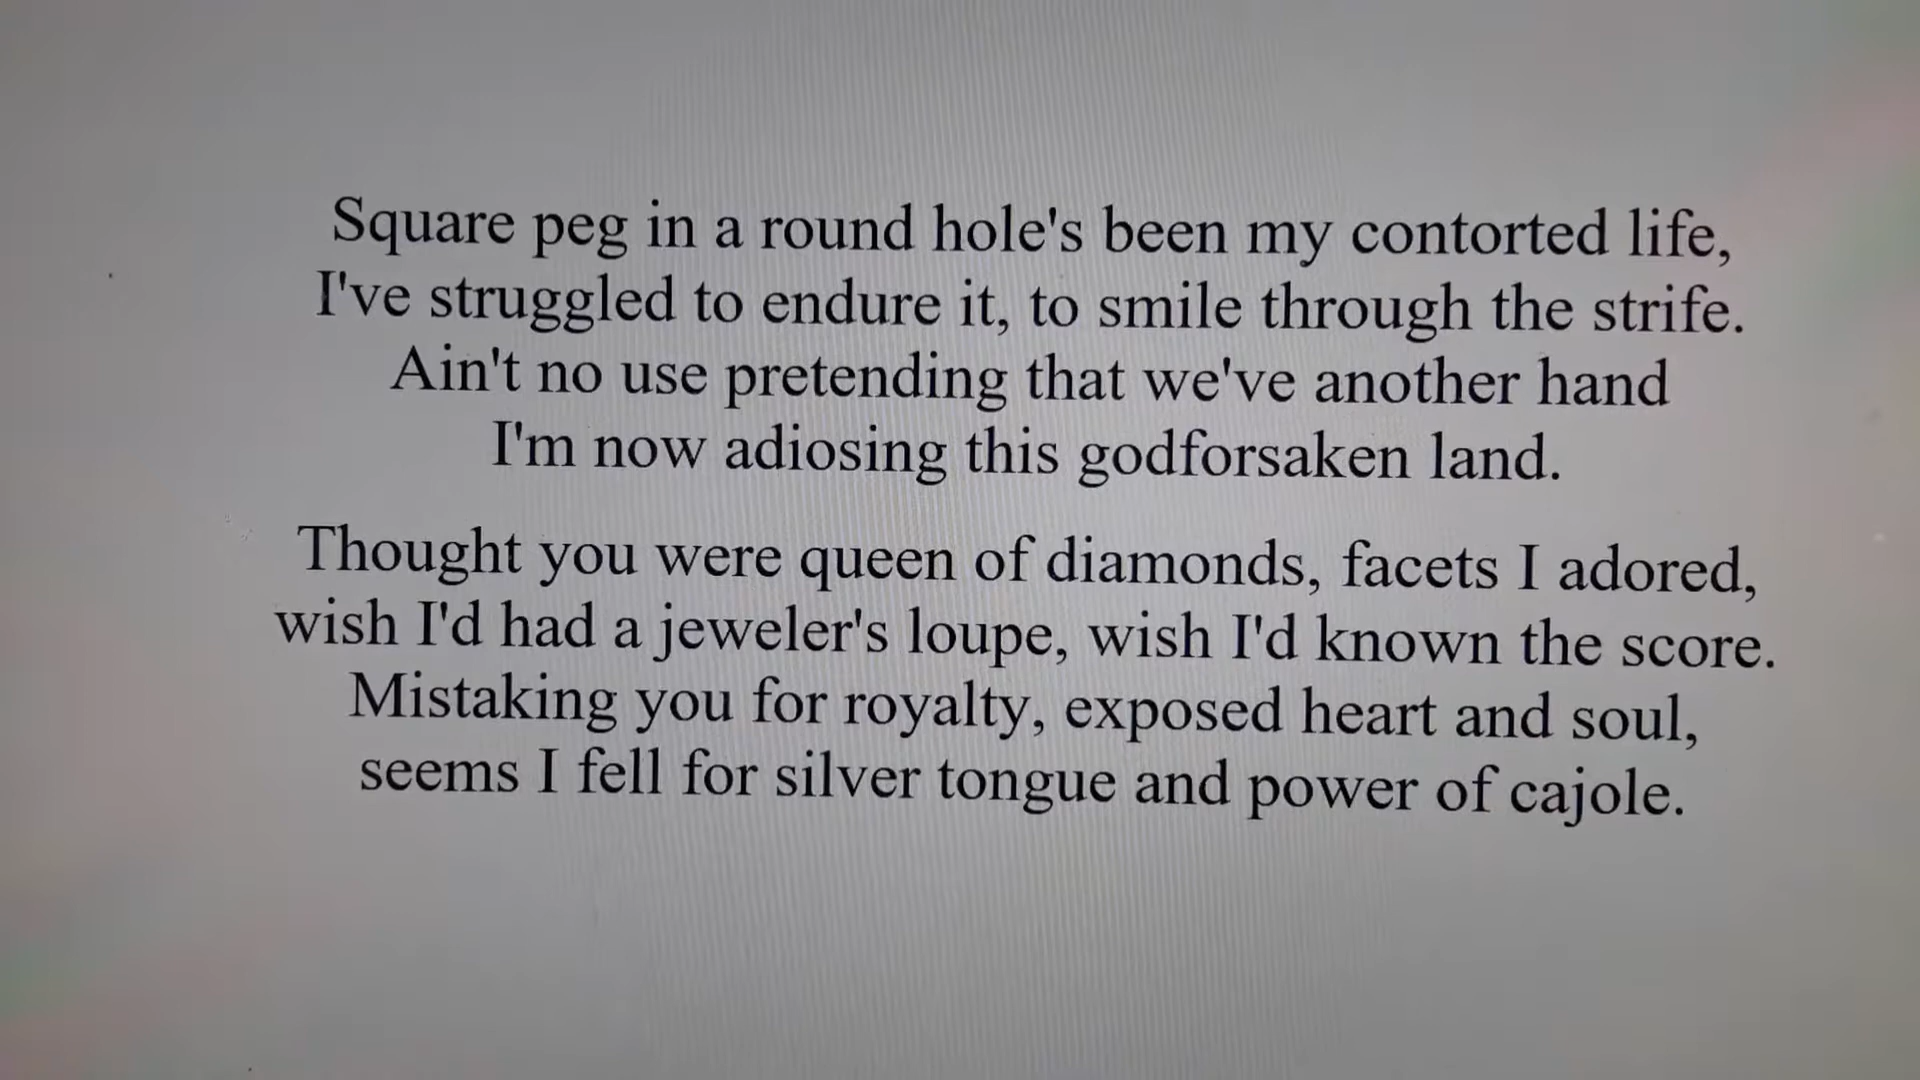 Square peg in a round hole's been my contorted life,
I've struggled to endure it, to smile through the strife.
Ain't no use pretending that we've another hand
I'm now adiosing this godforsaken land.
Thought you were queen of diamonds, facets I adored,
wish I'd had a jeweler's loupe, wish I'd known the score.
Mistaking you for royalty, exposed heart and soul,
seems I fell for silver tongue and power of cajole.